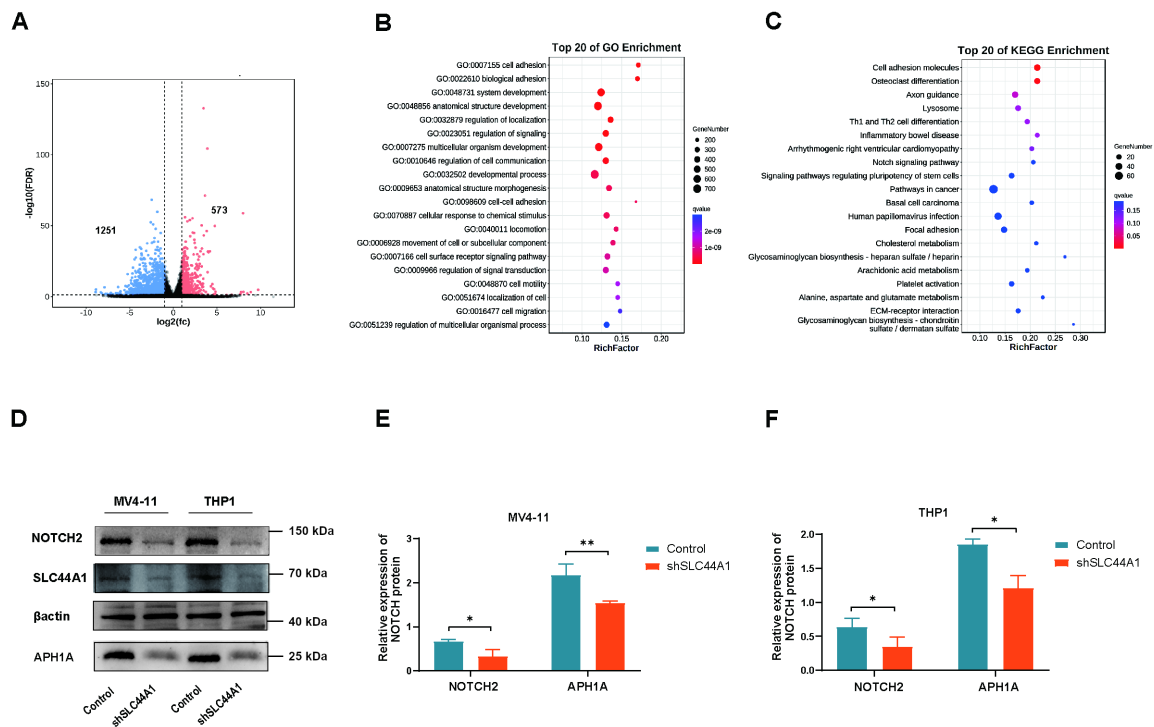 A
150
100
50
0
-log10(FDR)
1251
573
-10
-5
0
5
10
log2(fc)
B
Top 20 of GO Enrichment
GO:0007155 cell adhesion
GO:0022610 biological adhesion
GO:0048731 system development
GO:0048856 anatomical structure development
GO:0032879 regulation of localization
GO:0023051 regulation of signaling
GO:0007275 multicellular organism development
GO:0010646 regulation of cell communication
GO:0032502 developmental process
GO:0009653 anatomical structure morphogenesis
GO:0098609 cell-cell adhesion
GO:0070887 cellular response to chemical stimulus
GO:0040011 locomotion
GO:0006928 movement of cell or subcellular component
GO:0007166 cell surface receptor signaling pathway
GO:0009966 regulation of signal transduction
GO:0048870 cell motility
GO:0051674 localization of cell
GO:0016477 cell migration
GO:0051239 regulation of multicellular organismal process
0.10
0.15
0.20
RichFactor
GeneNumber
200
300
400
500
600
700
qvalue
2e-09
1e-09
C
Top 20 of KEGG Enrichment
Cell adhesion molecules
Osteoclast differentiation
Axon guidance
Lysosome
Th1 and Th2 cell differentiation
Inflammatory bowel disease
Arrhythmogenic right ventricular cardiomyopathy
Notch signaling pathway
Signaling pathways regulating pluripotency of stem cells
Pathways in cancer
Basal cell carcinoma
Human papillomavirus infection
Focal adhesion
Cholesterol metabolism
Glycosaminoglycan biosynthesis - heparan sulfate / heparin
Arachidonic acid metabolism
Platelet activation
Alanine, aspartate and glutamate metabolism
ECM-receptor interaction
Glycosaminoglycan biosynthesis - chondroitin
sulfate / dermatan sulfate
0.10
0.15
0.20
0.25
0.30
RichFactor
GeneNumber
20
40
60
qvalue
0.15
0.10
0.05
D
MV4-11
THP1
NOTCH2
150 kDa
SLC44A1
70 kDa
βactin
40 kDa
APH1A
25 kDa
Control
shSLC44A1
Control
shSLC44A1
E
MV4-11
Relative expression of
NOTCH protein
3
2
1
0
*
**
NOTCH2
APH1A
Control
shSLC44A1
F
THP1
Relative expression of
NOTCH protein
2.0
1.5
1.0
0.5
0.0
*
*
NOTCH2
APH1A
Control
shSLC44A1